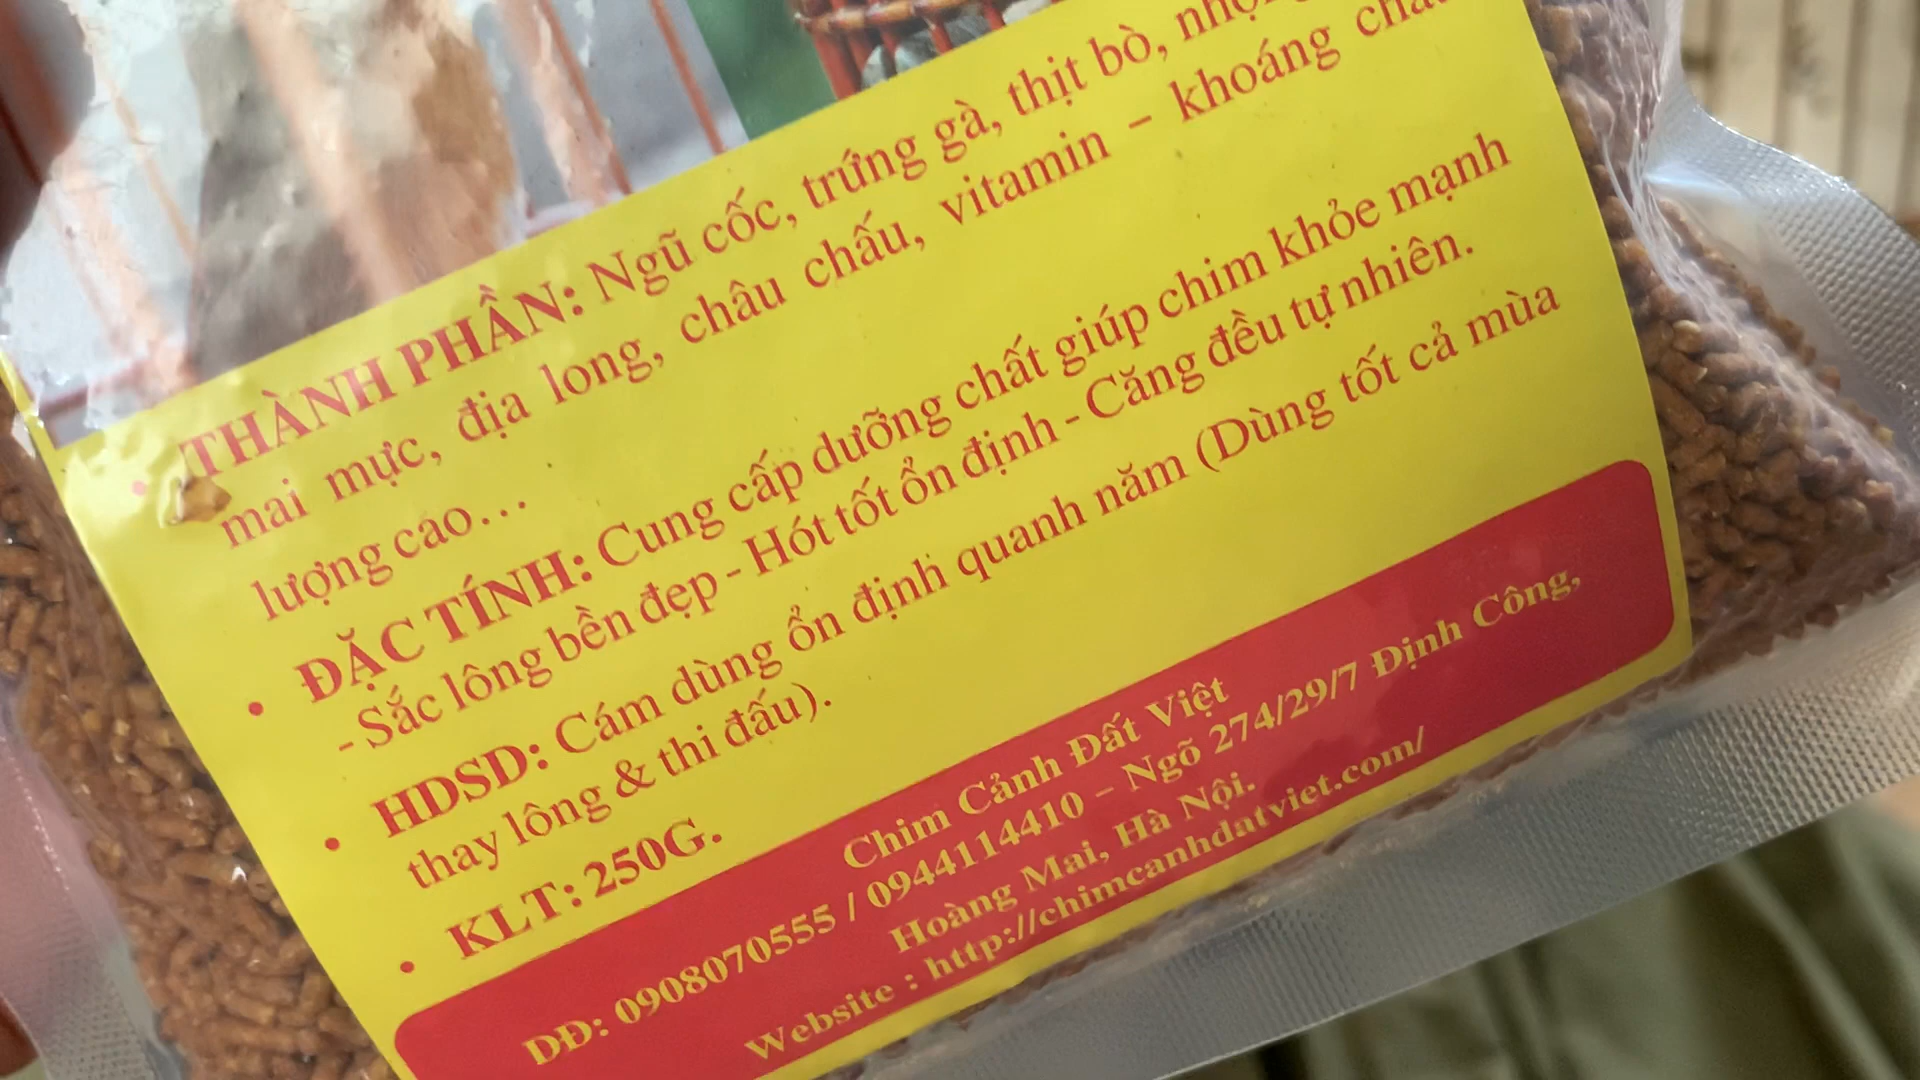 • THÀNH PHẦN: Ngũ cốc, trứng gà, thịt bò,
mai mực, địa long, châu chấu, vitamin – khoáng
lượng cao...
• ĐẶC TÍNH: Cung cấp dưỡng chất giúp chim khỏe mạnh
- Sắc lông bền đẹp - Hót tốt ổn định - Căng đều tự nhiên.
• HDSD: Cám dùng ổn định quanh năm (Dùng tốt cả mùa
thay lông & thi đấu).
• KLT: 250G.
Chim Cảnh Đất Việt
DĐ: 0908070555 / 0944114410 – Ngõ 274/29/7 Định Công,
Hoàng Mai, Hà Nội.
Website : http://chimcanhdatviet.com/